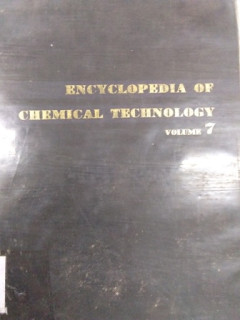 ENCYCLOPEDIA OF
CHEMICAL TECHNOLOGY
VOLUME 7